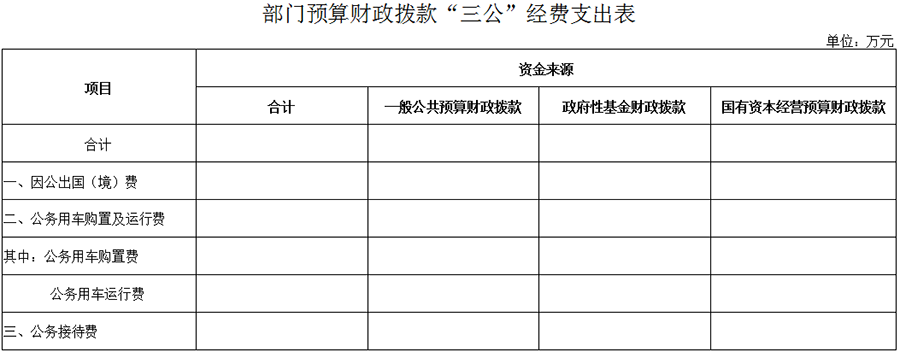 部门预算财政拨款“三公”经费支出表
单位：万元
项目
资金来源
合计
一般公共预算财政拨款
政府性基金财政拨款
国有资本经营预算财政拨款
合计
一、因公出国（境）费
二、公务用车购置及运行费
其中：公务用车购置费
公务用车运行费
三、公务接待费